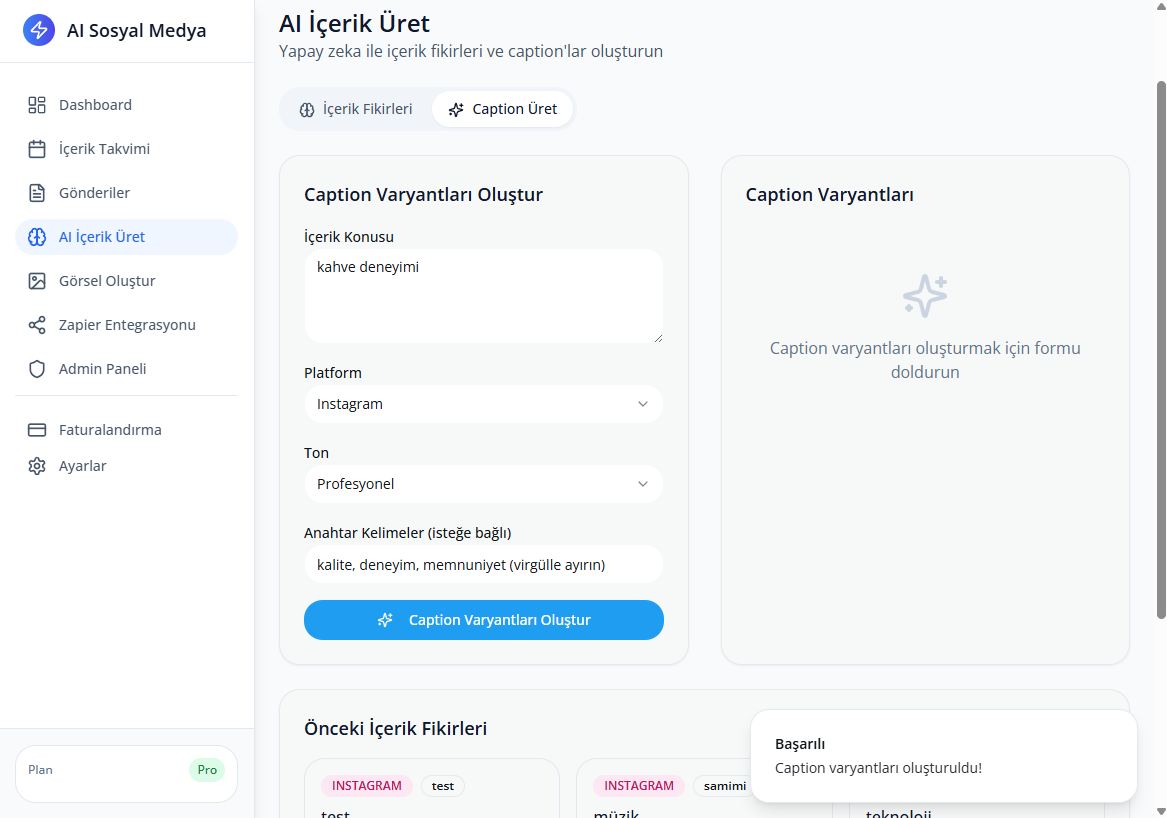 AI Sosyal Medya
Dashboard
İçerik Takvimi
Gönderiler
AI İçerik Üret
Görsel Oluştur
Zapier Entegrasyonu
Admin Paneli
Faturalandırma
Ayarlar
Plan
Pro
AI İçerik Üret
Yapay zeka ile içerik fikirleri ve caption'lar oluşturun
İçerik Fikirleri
Caption Üret
Caption Varyantları Oluştur
İçerik Konusu
kahve deneyimi
Platform
Instagram
Ton
Profesyonel
Anahtar Kelimeler (isteğe bağlı)
kalite, deneyim, memnuniyet (virgülle ayırın)
Caption Varyantları Oluştur
Caption Varyantları
Caption varyantları oluşturmak için formu
doldurun
Önceki İçerik Fikirleri
INSTAGRAM
test
test
INSTAGRAM
samimi
müzik
teknoloji
Başarılı
Caption varyantları oluşturuldu!